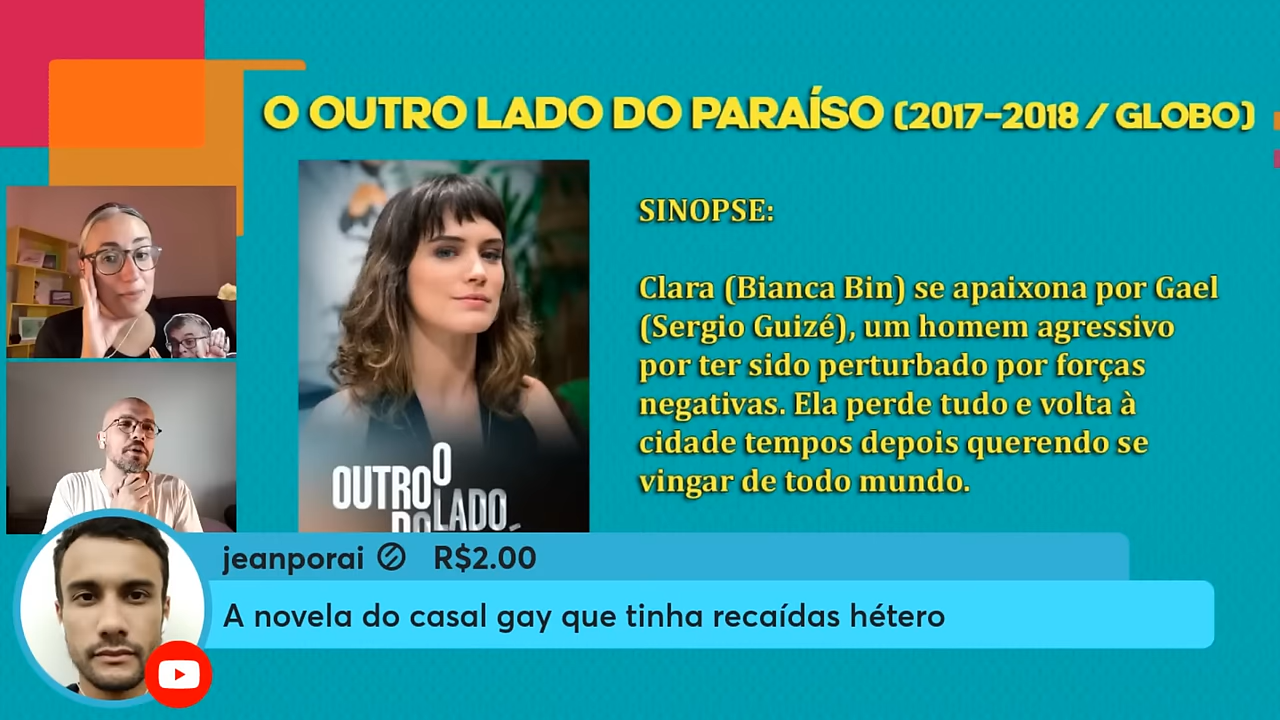 O OUTRO LADO DO PARAÍSO (2017-2018 / GLOBO)
SINOPSE:
Clara (Bianca Bin) se apaixona por Gael
(Sergio Guizé), um homem agressivo
por ter sido perturbado por forças
negativas. Ela perde tudo e volta à
cidade tempos depois querendo se
vingar de todo mundo.
O
OUTRO
LADO
DO
jeanporai R$2.00
A novela do casal gay que tinha recaídas hétero